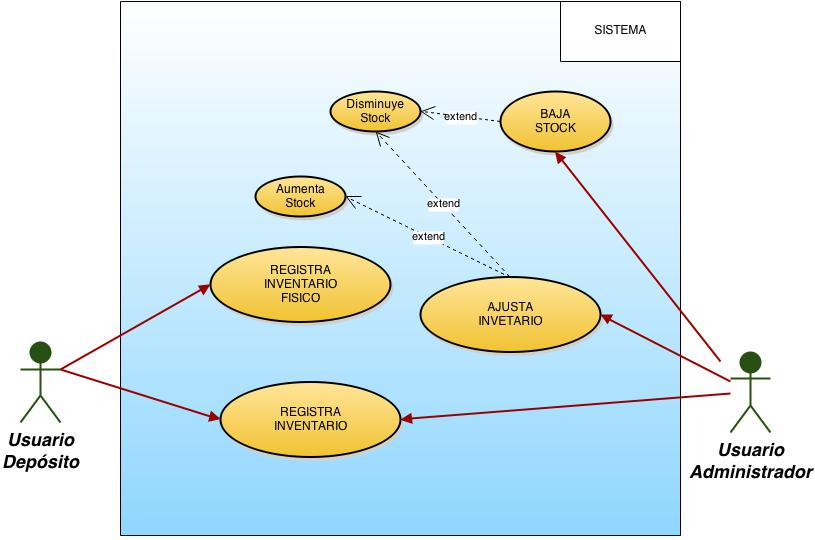 SISTEMA
Disminuye
Stock
extend
BAJA
STOCK
Aumenta
Stock
extend
extend
REGISTRA
INVENTARIO
FISICO
AJUSTA
INVETARIO
REGISTRA
INVENTARIO
Usuario
Depósito
Usuario
Administrador